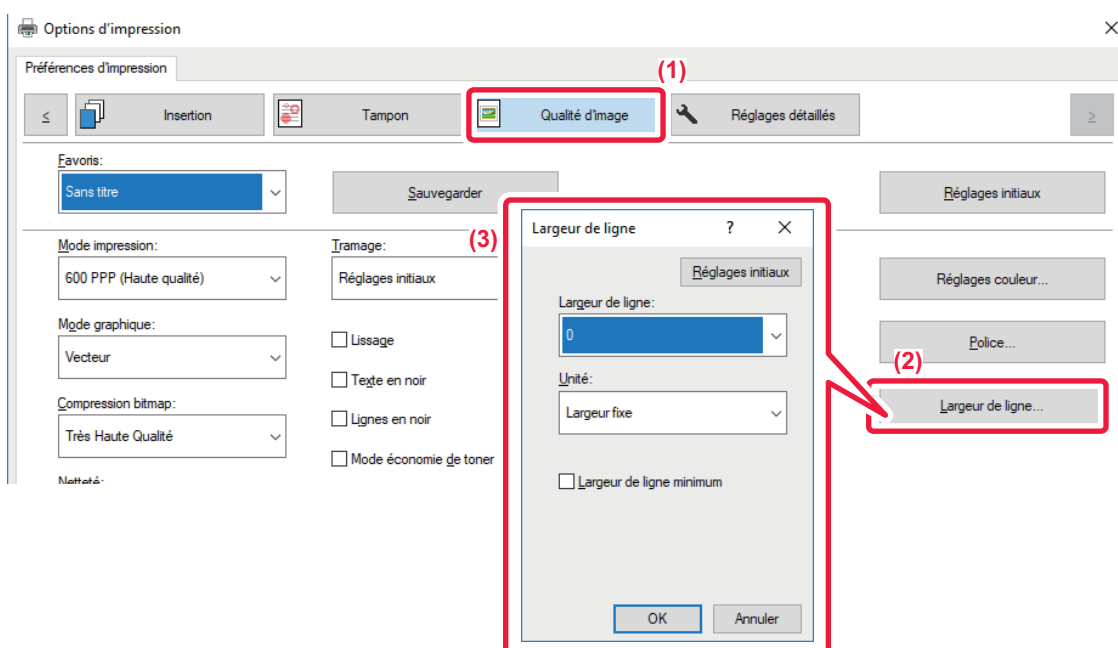 Options d'impression
Préférences d'impression
(1)
≤ Insertion Tampon Qualité d'image Réglages détaillés ≥
Favoris:
Sans titre
Sauvegarder
Réglages initiaux
Mode impression:
600 PPP (Haute qualité)
Mode graphique:
Vecteur
Compression bitmap:
Très Haute Qualité
Netteté:
Tramage:
Réglages initiaux
Lissage
Texte en noir
Lignes en noir
Mode économie de toner
(3)
Largeur de ligne ?
Réglages initiaux
Largeur de ligne:
0
Unité:
Largeur fixe
Largeur de ligne minimum
OK Annuler
Réglages couleur...
Police...
(2)
Largeur de ligne...